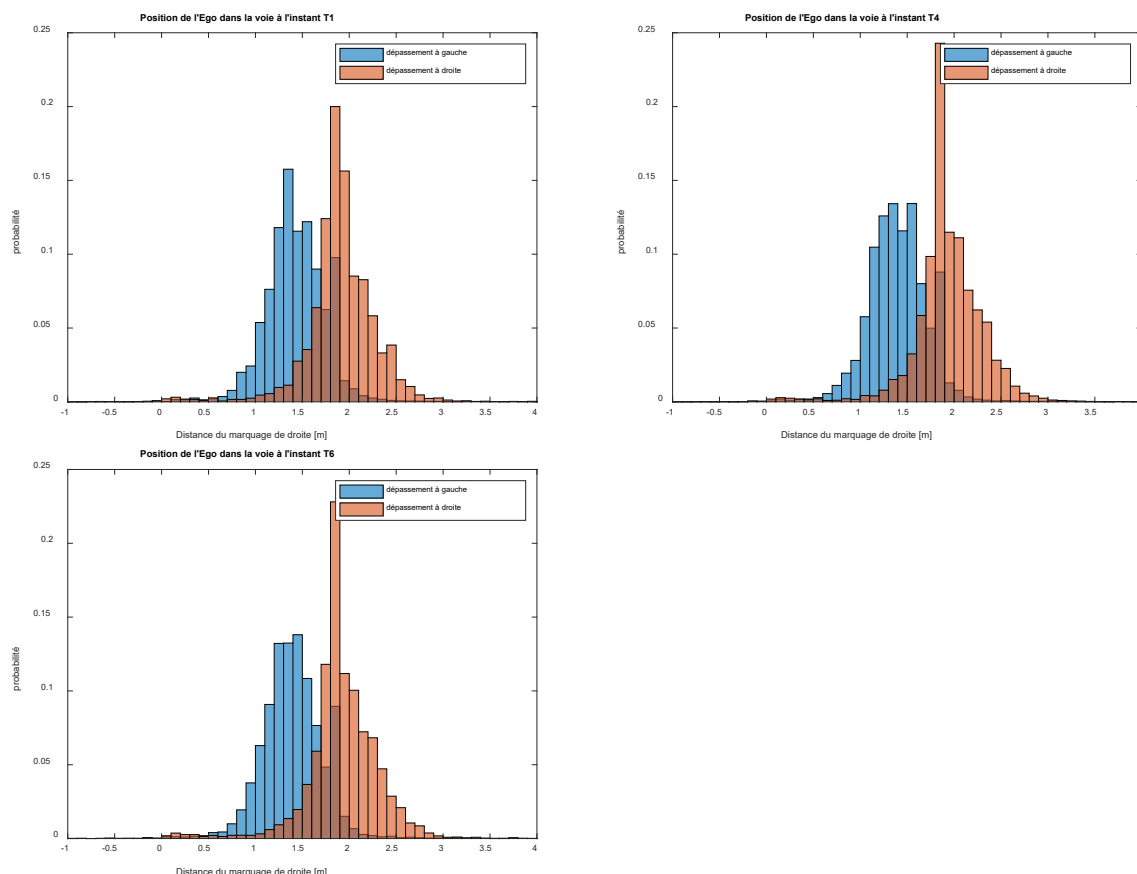 Position de l'Ego dans la voie à l'instant T1
0.25
0.2
0.15
0.1
0.05
0
probabilité
dépassement à gauche
dépassement à droite
-1 -0.5 0 0.5 1 1.5 2 2.5 3 3.5 4
Distance du marquage de droite [m]
Position de l'Ego dans la voie à l'instant T4
0.25
0.2
0.15
0.1
0.05
0
probabilité
dépassement à gauche
dépassement à droite
-1 -0.5 0 0.5 1 1.5 2 2.5 3 3.5
Distance du marquage de droite [m]
Position de l'Ego dans la voie à l'instant T6
0.25
0.2
0.15
0.1
0.05
0
probabilité
dépassement à gauche
dépassement à droite
-1 -0.5 0 0.5 1 1.5 2 2.5 3 3.5 4
Distance du marquage de droite [m]